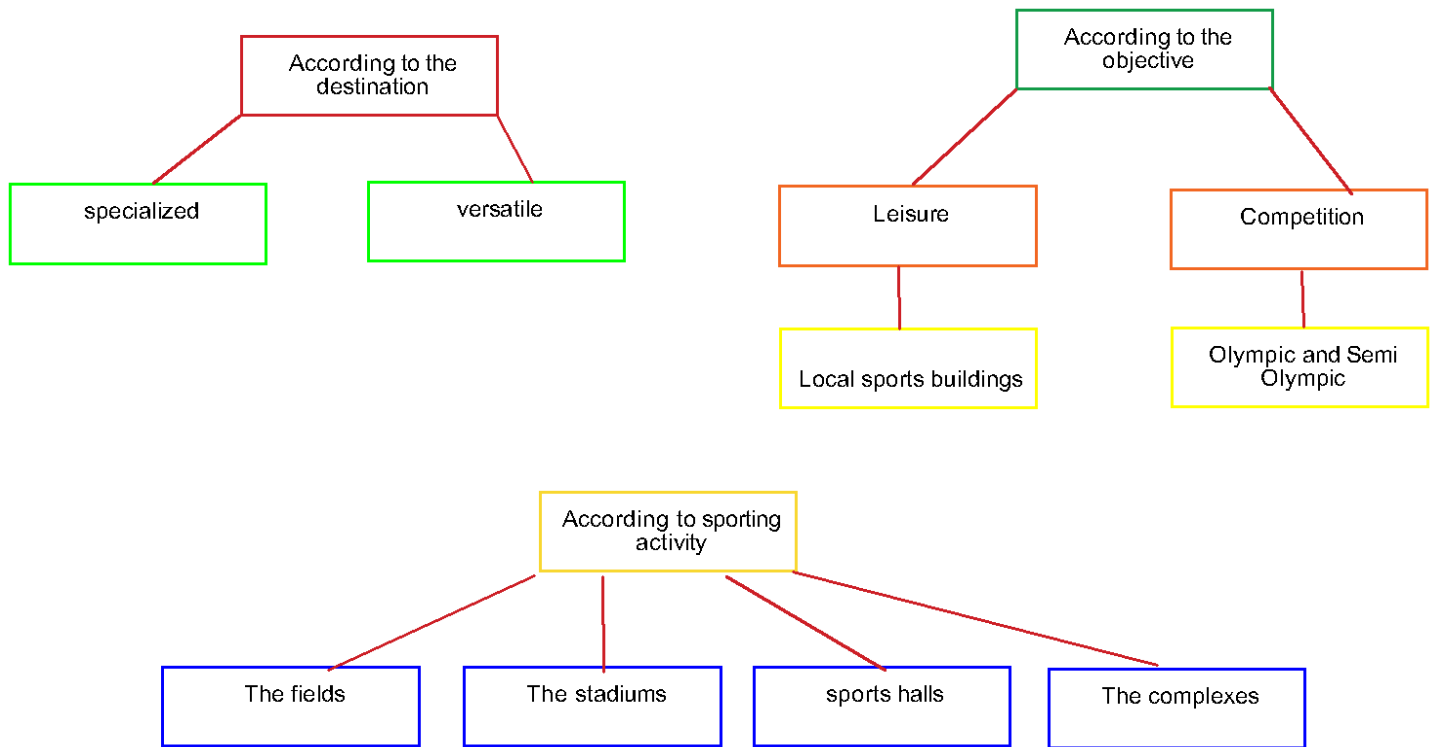 According to the
destination
specialized
versatile
According to the
objective
Leisure
Competition
Local sports buildings
Olympic and Semi
Olympic
According to sporting
activity
The fields
The stadiums
sports halls
The complexes